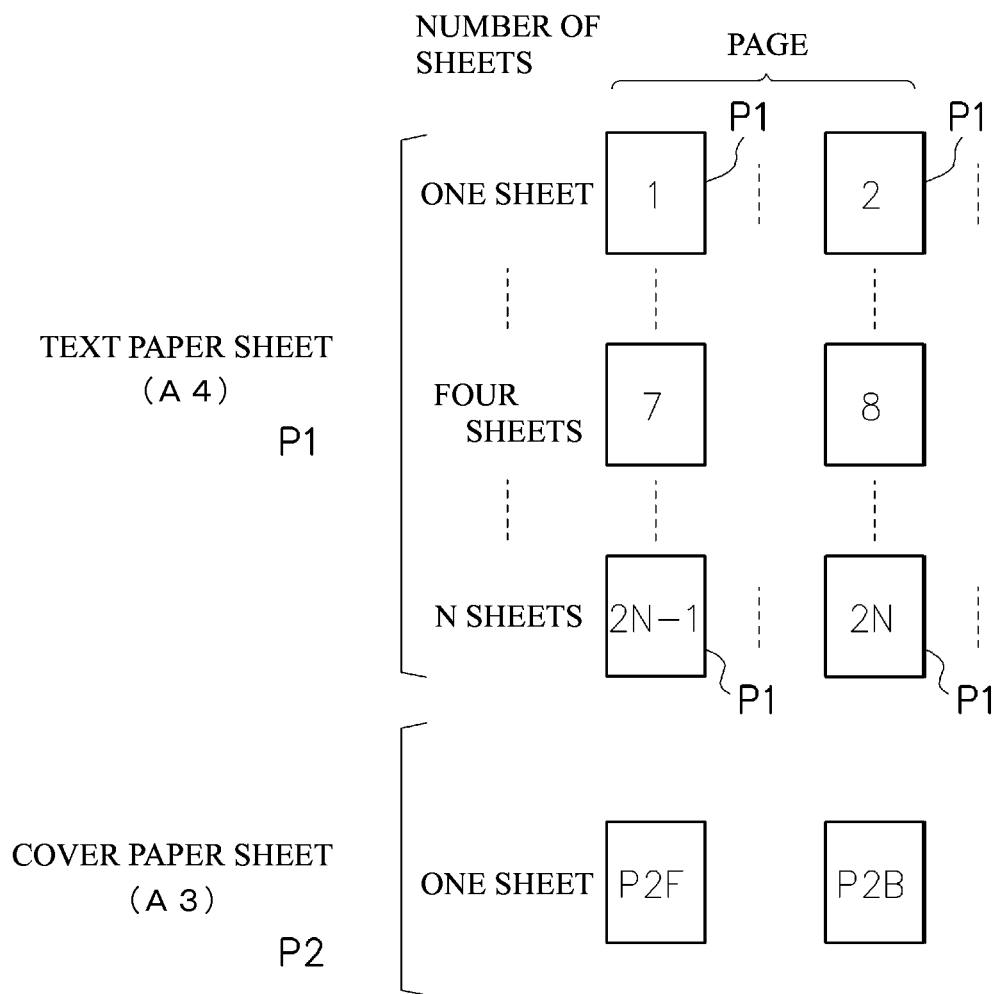 NUMBER OF
SHEETS
PAGE
P1
P1
ONE SHEET
1
2
TEXT PAPER SHEET
(A 4)
P1
FOUR
SHEETS
7
8
N SHEETS
2N-1
2N
P1
P1
COVER PAPER SHEET
(A 3)
P2
ONE SHEET
P2F
P2B